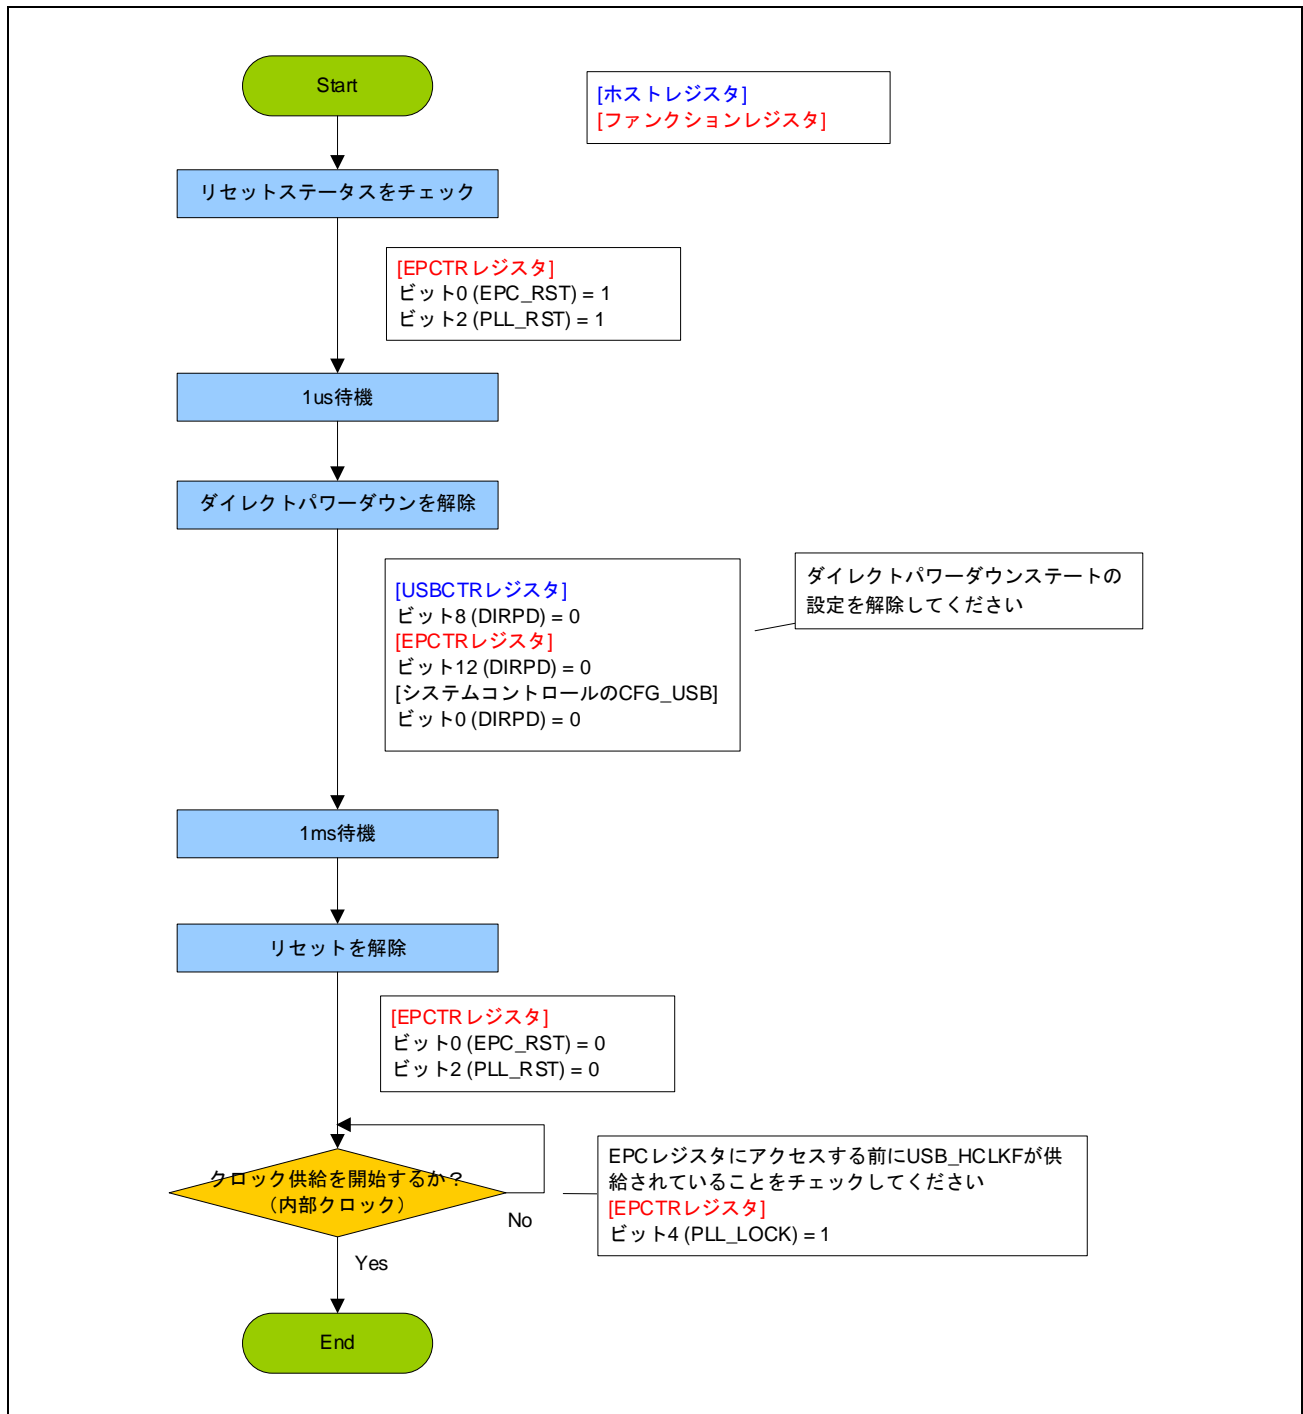 Start
[ホストレジスタ]
[ファンクションレジスタ]
リセットステータスをチェック
[EPCTRレジスタ]
ビット0 (EPC_RST) = 1
ビット2 (PLL_RST) = 1
1us待機
ダイレクトパワーダウンを解除
[USBCTRレジスタ]
ビット8 (DIRPD) = 0
[EPCTRレジスタ]
ビット12 (DIRPD) = 0
[システムコントロールのCFG_USB]
ビット0 (DIRPD) = 0
ダイレクトパワーダウンステートの
設定を解除してください
1ms待機
リセットを解除
[EPCTRレジスタ]
ビット0 (EPC_RST) = 0
ビット2 (PLL_RST) = 0
クロック供給を開始するか？
（内部クロック）
No
Yes
EPCレジスタにアクセスする前にUSB_HCLKFが供
給されていることをチェックしてください
[EPCTRレジスタ]
ビット4 (PLL_LOCK) = 1
End